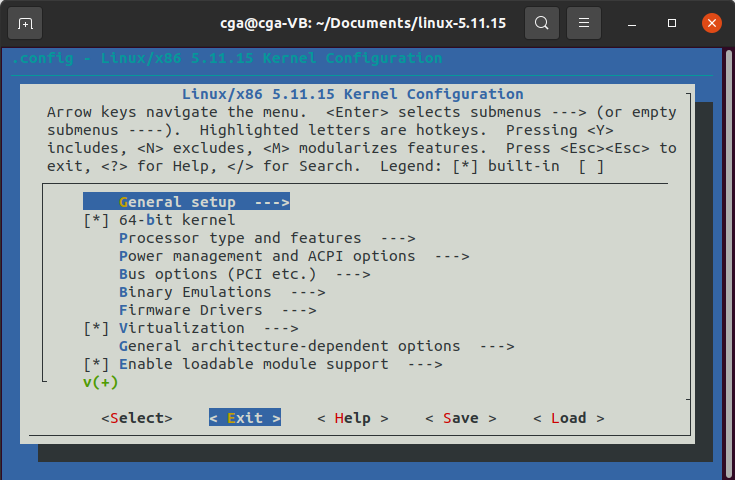 cga@cga-VB: ~/Documents/linux-5.11.15
.config - Linux/x86 5.11.15 Kernel Configuration
Linux/x86 5.11.15 Kernel Configuration
Arrow keys navigate the menu.  <Enter> selects submenus ---> (or empty
submenus ----).  Highlighted letters are hotkeys.  Pressing <Y>
includes, <N> excludes, <M> modularizes features.  Press <Esc><Esc> to
exit, <?> for Help, </> for Search.  Legend: [*] built-in  [ ]
General setup  --->
[*] 64-bit kernel
Processor type and features  --->
Power management and ACPI options  --->
Bus options (PCI etc.)  --->
Binary Emulations  --->
Firmware Drivers  --->
[*] Virtualization  --->
General architecture-dependent options  --->
[*] Enable loadable module support  --->
v(+)
<Select>    < Exit >    < Help >    < Save >    < Load >